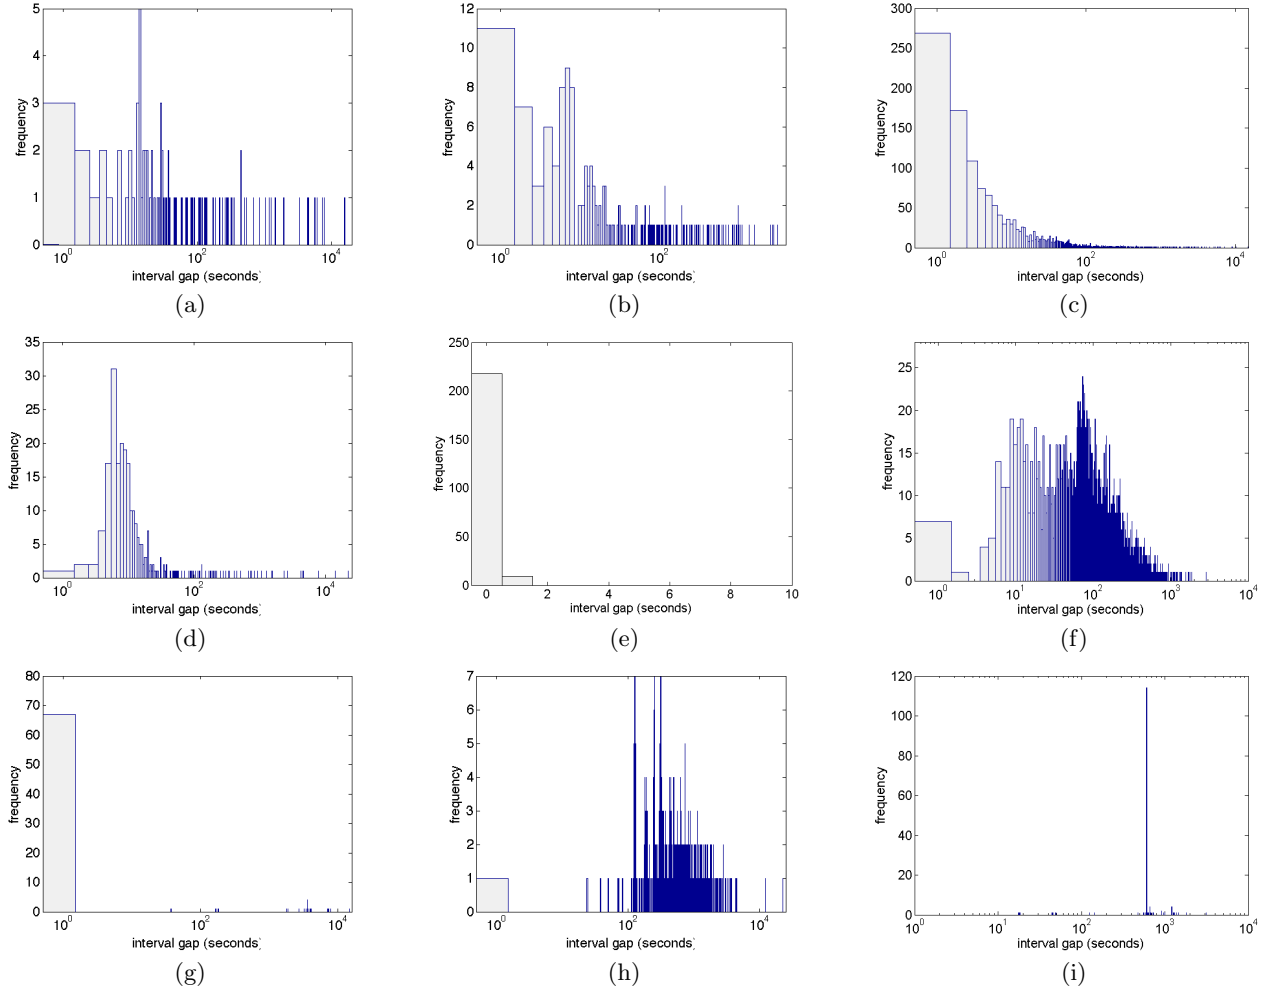 5 4 3 2 1 0
frequency
10^0 10^2 10^4
interval gap (seconds)
(a)
12 10 8 6 4 2 0
frequency
10^0 10^2
interval gap (seconds)
(b)
300 250 200 150 100 50 0
frequency
10^0 10^2 10^4
interval gap (seconds)
(c)
35 30 25 20 15 10 5 0
frequency
10^0 10^2 10^4
interval gap (seconds)
(d)
250 200 150 100 50 0
frequency
0 2 4 6 8 10
interval gap (seconds)
(e)
25 20 15 10 5 0
frequency
10^0 10^1 10^2 10^3 10^4
interval gap (seconds)
(f)
80 70 60 50 40 30 20 10 0
frequency
10^0 10^2 10^4
interval gap (seconds)
(g)
7 6 5 4 3 2 1 0
frequency
10^0 10^2 10^4
interval gap (seconds)
(h)
120 100 80 60 40 20 0
frequency
10^0 10^1 10^2 10^3 10^4
interval gap (seconds)
(i)